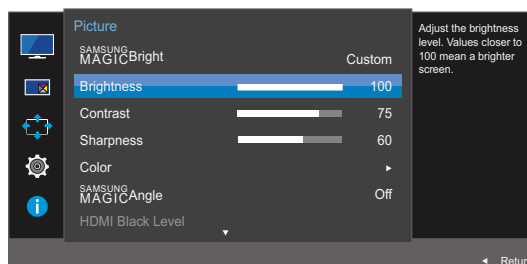 Picture
SAMSUNG
MAGICBright Custom
Brightness 100
Contrast 75
Sharpness 60
Color ▸
SAMSUNG
MAGICAngle Off
HDMI Black Level
Adjust the brightness
level. Values closer to
100 mean a brighter
screen.